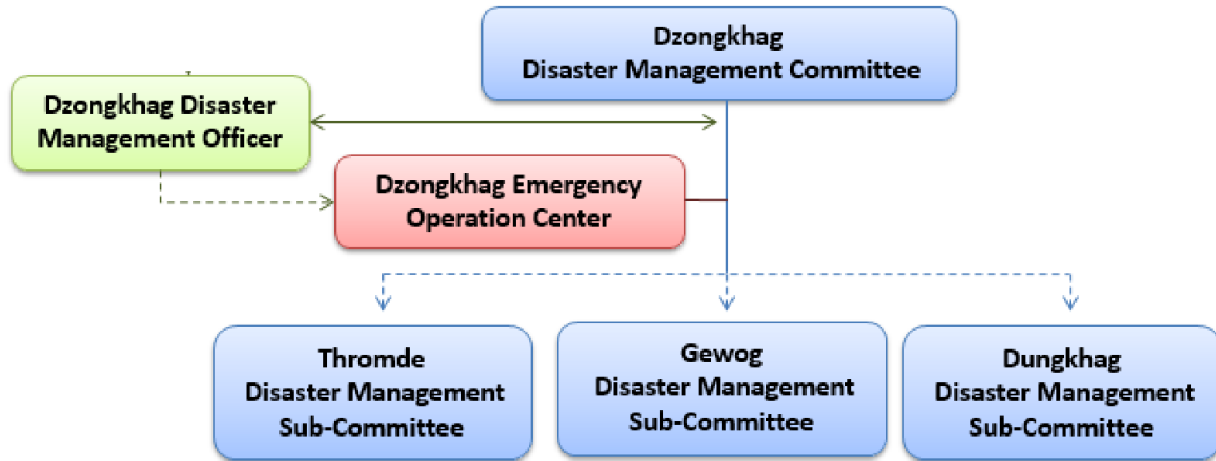 Dzongkhag
Disaster Management Committee
Dzongkhag Disaster
Management Officer
Dzongkhag Emergency
Operation Center
Thromde
Disaster Management
Sub-Committee
Gewog
Disaster Management
Sub-Committee
Dungkhag
Disaster Management
Sub-Committee